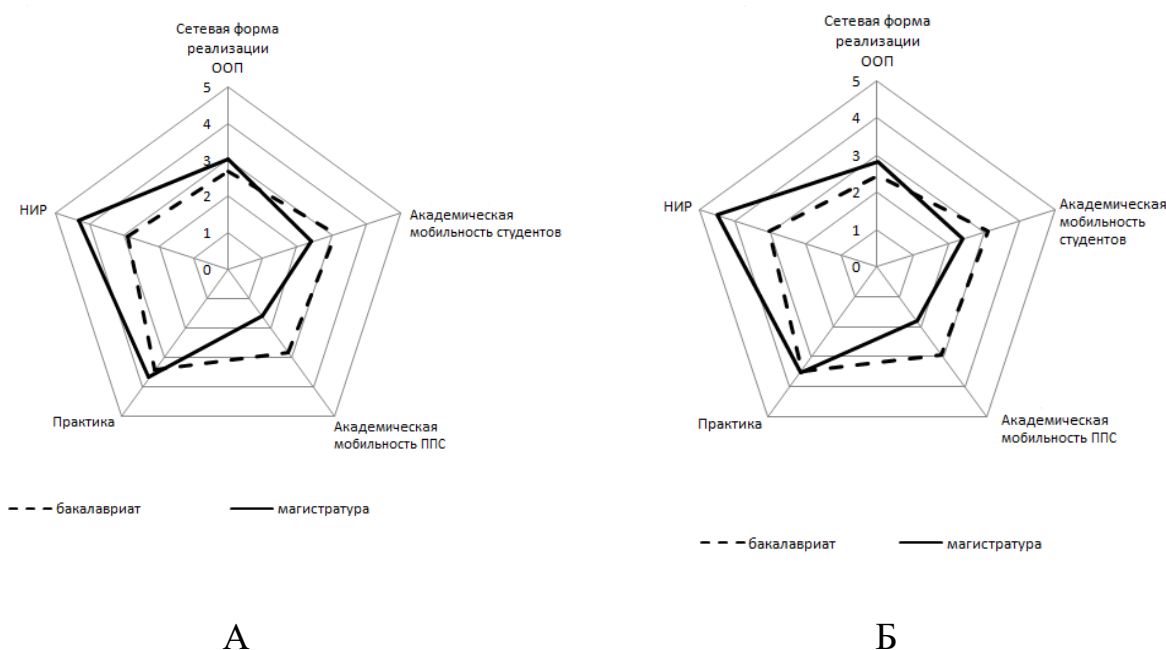 Сетевая форма
реализации
ООП
5
4
3
2
1
0
НИР
Академическая
мобильность студентов
Практика
Академическая
мобильность ППС
бакалавриат
магистратура
А
Сетевая форма
реализации
ООП
5
4
3
2
1
0
НИР
Академическая
мобильность
студентов
Практика
Академическая
мобильность ППС
бакалавриат
магистратура
Б